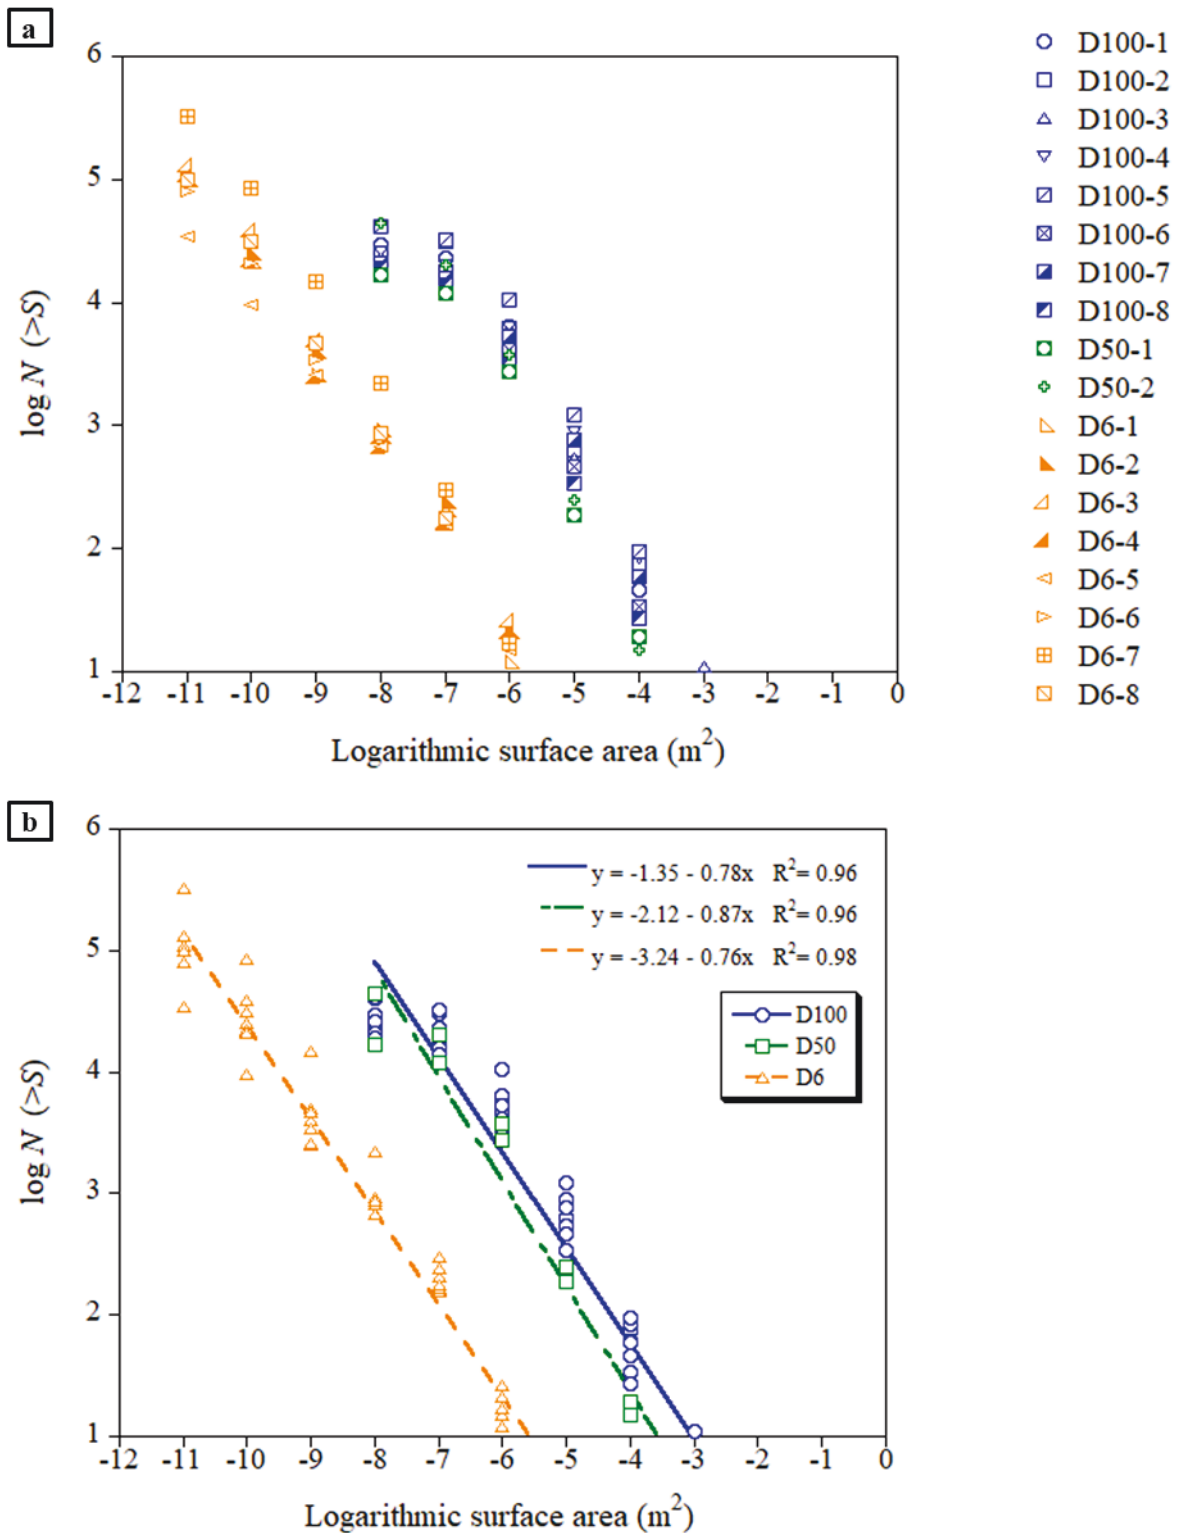 a
6
5
4
3
2
1
log N (>S)
-12 -11 -10 -9 -8 -7 -6 -5 -4 -3 -2 -1 0
Logarithmic surface area (m²)
D100-1
D100-2
D100-3
D100-4
D100-5
D100-6
D100-7
D100-8
D50-1
D50-2
D6-1
D6-2
D6-3
D6-4
D6-5
D6-6
D6-7
D6-8
b
6
5
4
3
2
1
log N (>S)
y = -1.35 - 0.78x R²= 0.96
y = -2.12 - 0.87x R²= 0.96
y = -3.24 - 0.76x R²= 0.98
D100
D50
D6
-12 -11 -10 -9 -8 -7 -6 -5 -4 -3 -2 -1 0
Logarithmic surface area (m²)